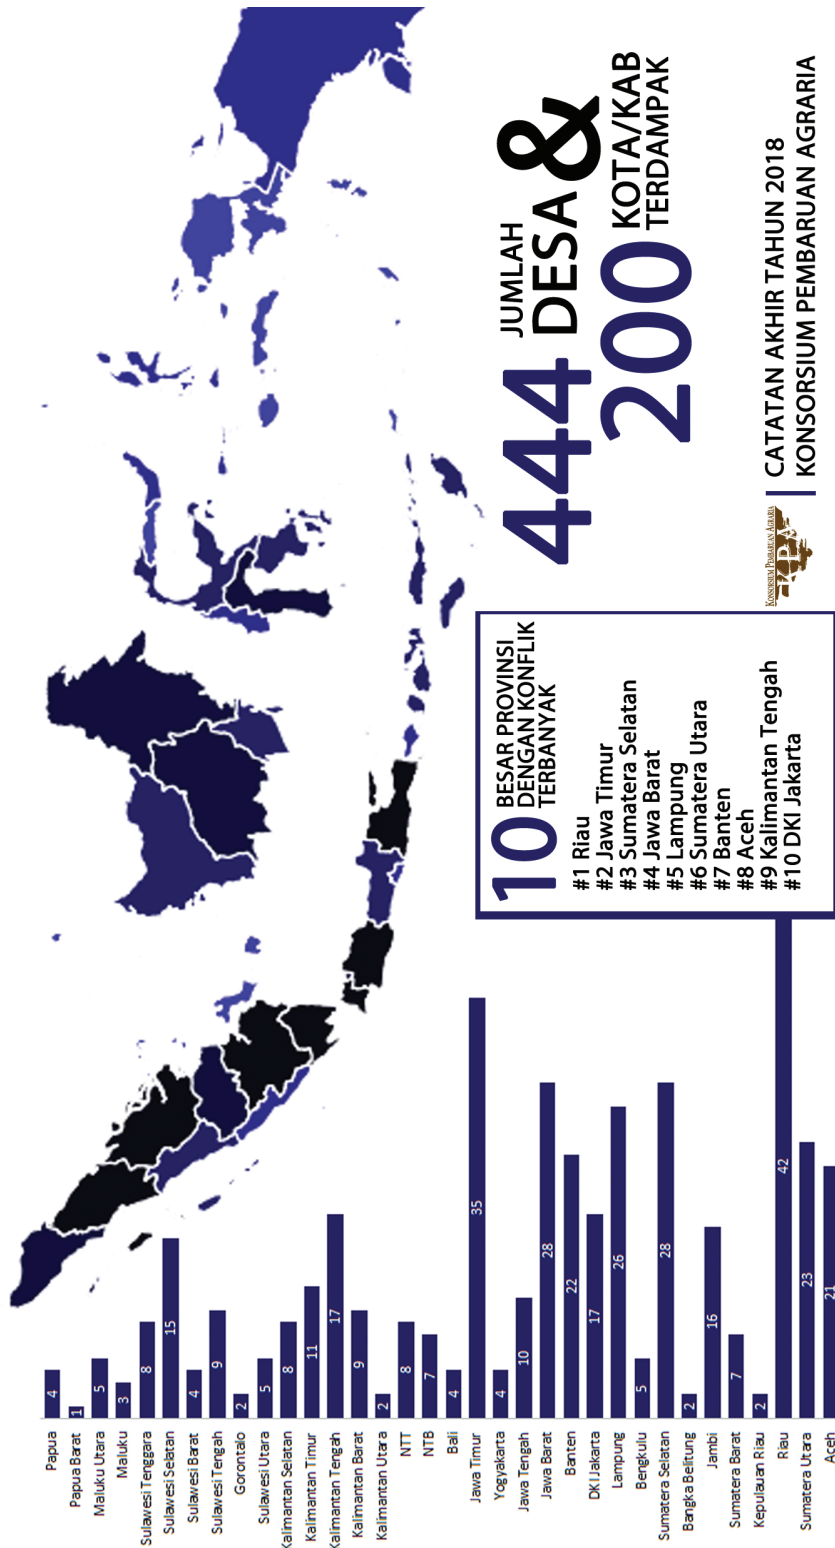 Papua 4
Papua Barat 1
Maluku Utara 5
Maluku 3
Sulawesi Tenggara 8
Sulawesi Selatan 15
Sulawesi Barat 4
Sulawesi Tengah 9
Gorontalo 2
Sulawesi Utara 5
Kalimantan Selatan 8
Kalimantan Timur 11
Kalimantan Tengah 17
Kalimantan Barat 9
Kalimantan Utara 2
NTT 8
NTB 7
Bali 4
Jawa Timur 35
Yogyakarta 4
Jawa Tengah 10
Jawa Barat 28
Banten 22
DKI Jakarta 17
Lampung 26
Bengkulu 5
Sumatera Selatan 28
Bangka Belitung 2
Jambi 16
Sumatera Barat 7
Kepulauan Riau 2
Riau 42
Sumatera Utara 23
Aceh 21
10 BESAR PROVINSI
DENGAN KONFLIK
TERBANYAK
#1 Riau
#2 Jawa Timur
#3 Sumatera Selatan
#4 Jawa Barat
#5 Lampung
#6 Sumatera Utara
#7 Banten
#8 Aceh
#9 Kalimantan Tengah
#10 DKI Jakarta
444 JUMLAH
DESA &
200 KOTA/KAB
TERDAMPAK
KONSORSIUM PEMBARUAN AGRARIA
KPA
CATATAN AKHIR TAHUN 2018
KONSORSIUM PEMBARUAN AGRARIA